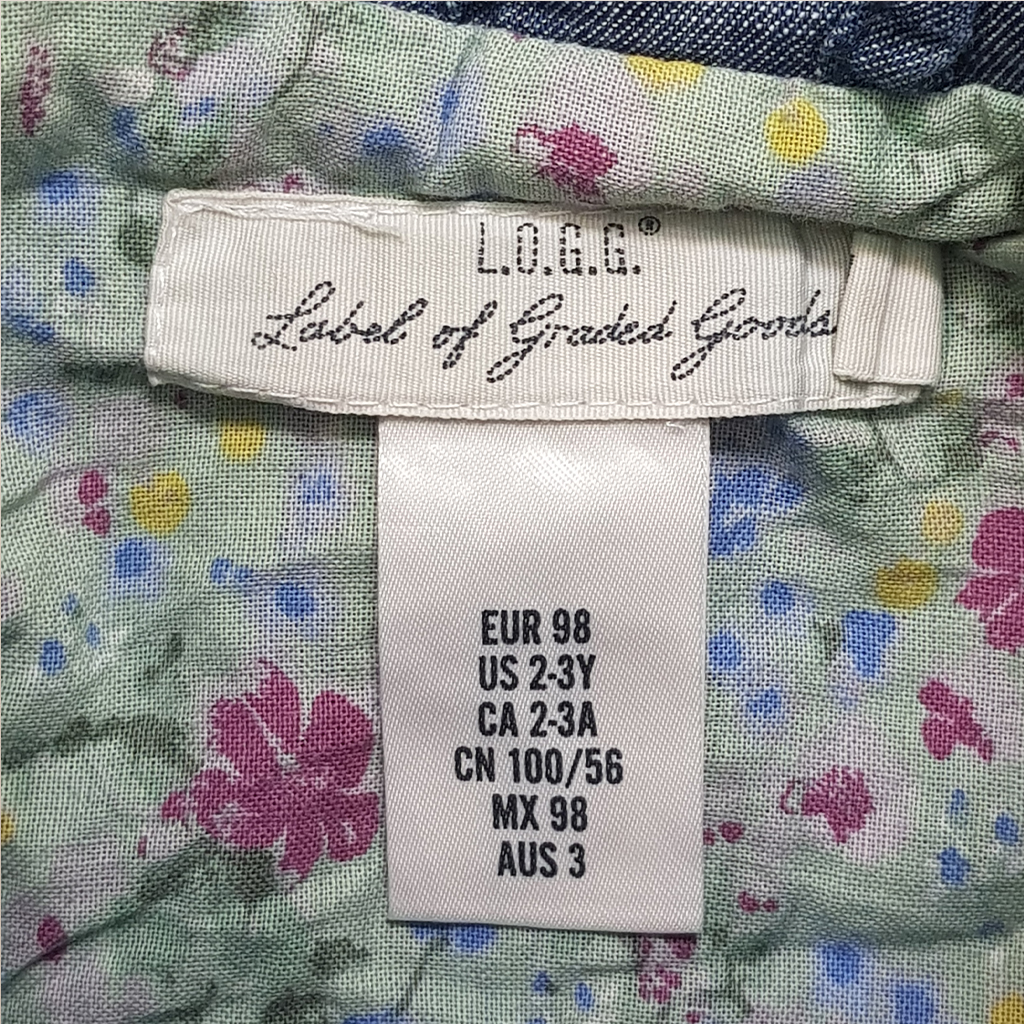 L.O.G.G.®
Label of Graded Goods
EUR 98
US 2-3Y
CA 2-3A
CN 100/56
MX 98
AUS 3